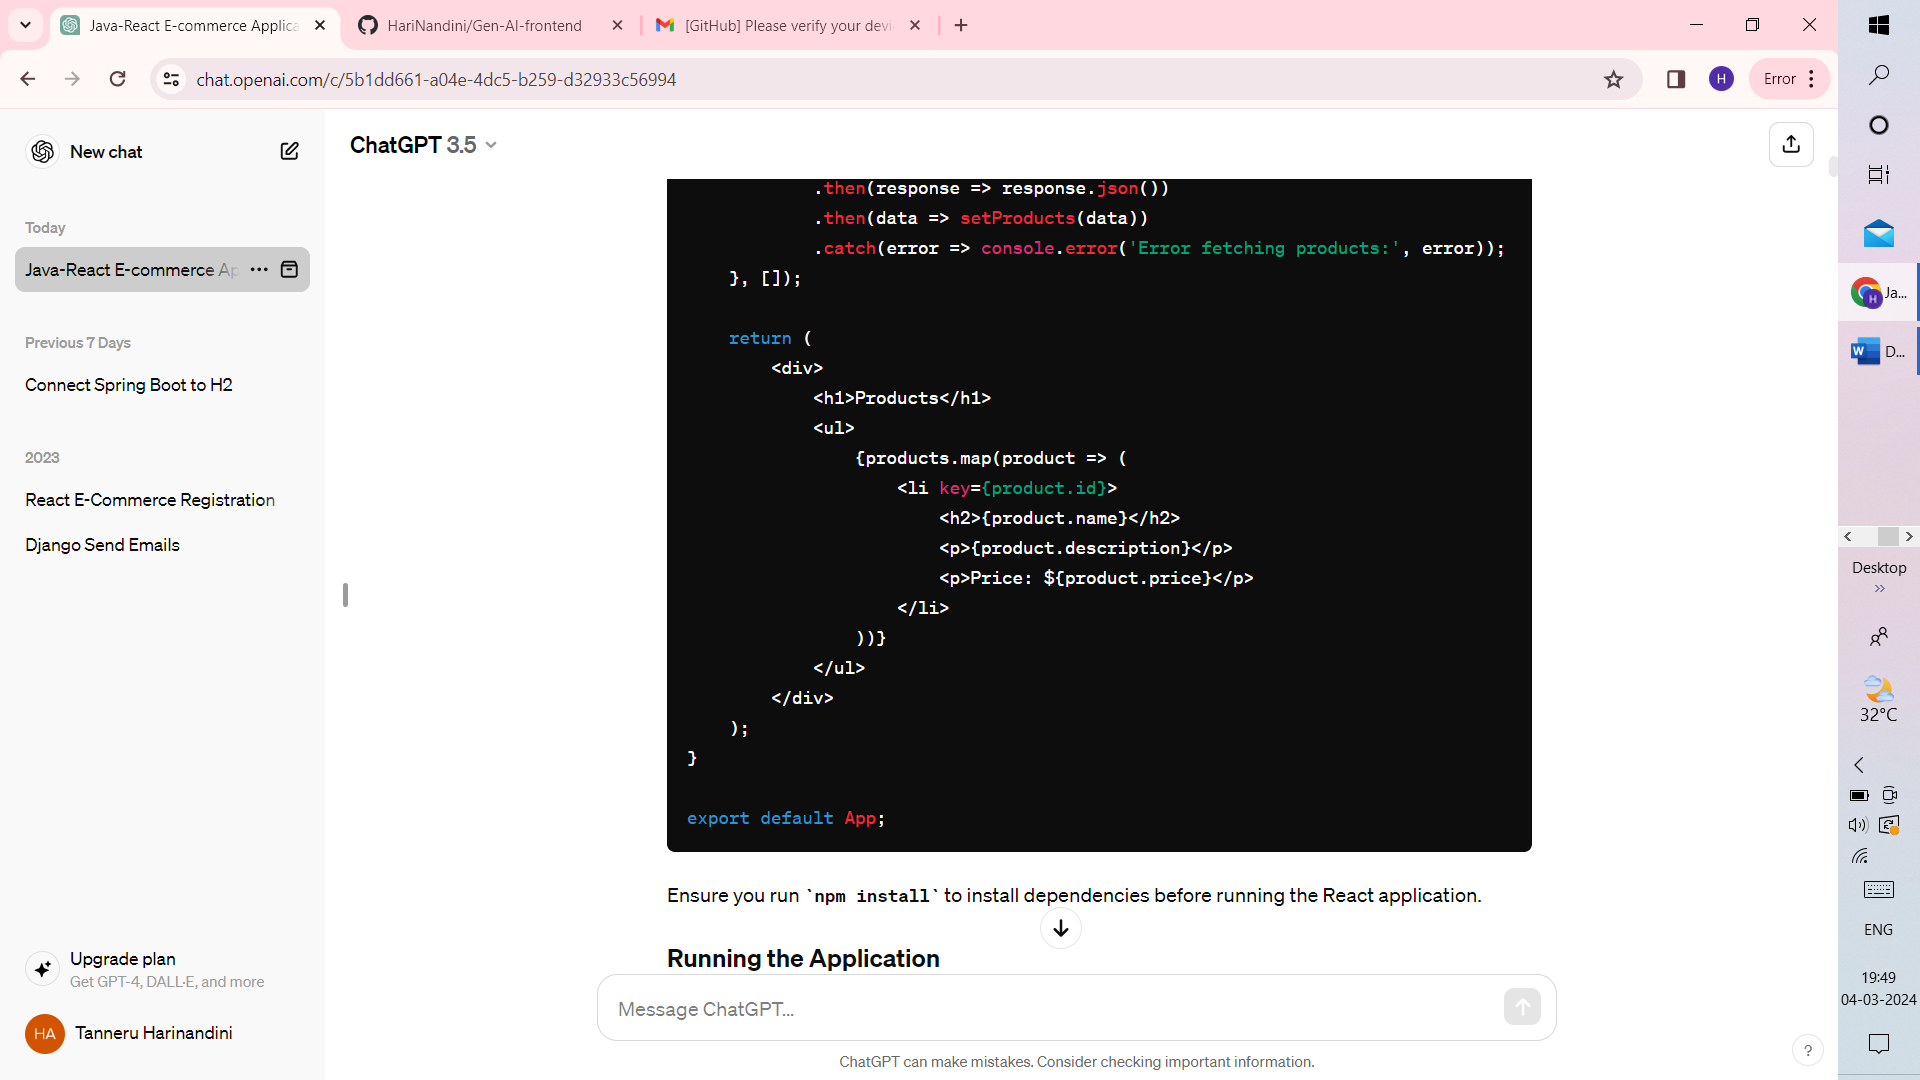 Java-React E-commerce Applica
HariNandini/Gen-AI-frontend
[GitHub] Please verify your devi
chat.openai.com/c/5b1dd661-a04e-4dc5-b259-d32933c56994
H
Error
New chat
Today
Java-React E-commerce Ap
Previous 7 Days
Connect Spring Boot to H2
2023
React E-Commerce Registration
Django Send Emails
Upgrade plan
Get GPT-4, DALL·E, and more
HA
Tanneru Harinandini
ChatGPT 3.5
.then(response => response.json())
.then(data => setProducts(data))
.catch(error => console.error('Error fetching products:', error));
}, []);
return (
<div>
<h1>Products</h1>
<ul>
{products.map(product => (
<li key={product.id}>
<h2>{product.name}</h2>
<p>{product.description}</p>
<p>Price: ${product.price}</p>
</li>
))}
</ul>
</div>
);
}
export default App;
Ensure you run `npm install` to install dependencies before running the React application.
Running the Application
Message ChatGPT...
ChatGPT can make mistakes. Consider checking important information.
?
H
Ja...
W
D...
Desktop
32°C
ENG
19:49
04-03-2024